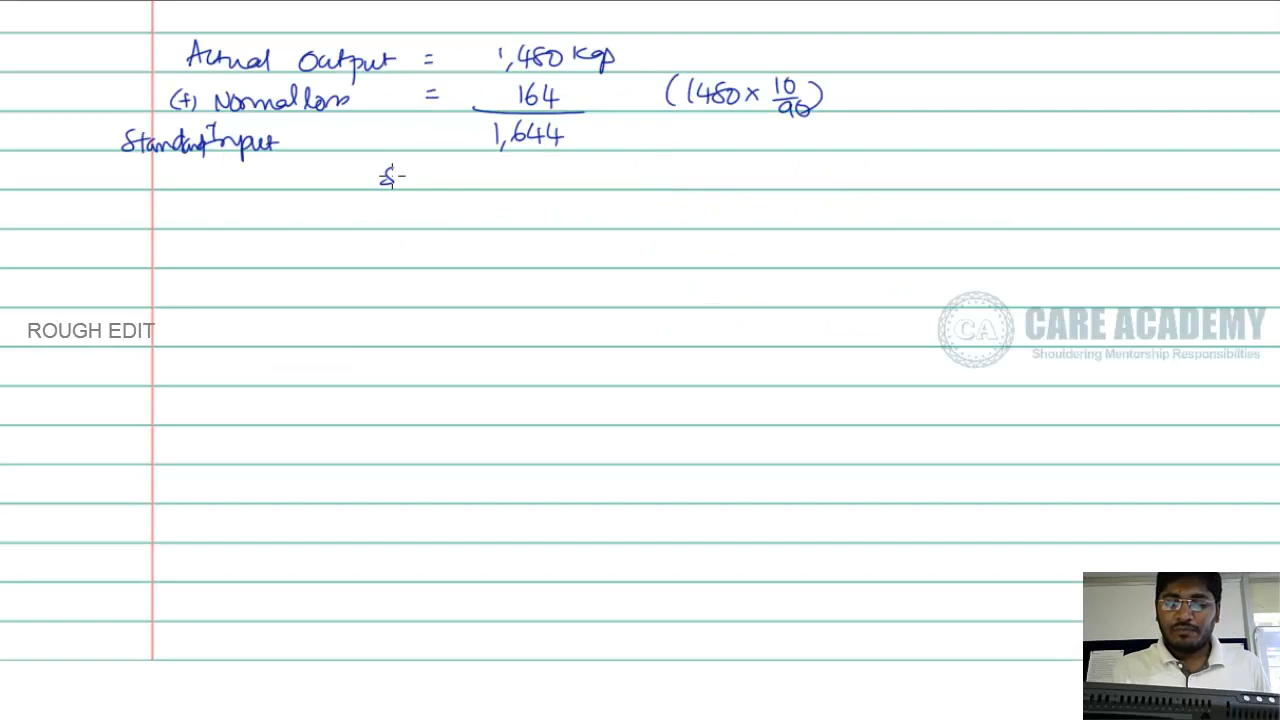 Actual Output = 1,480 Kgs
(+) Normal loss = 164 (1480 × 10/90)
Standard Input 1,644
S
ROUGH EDIT
CA
CARE ACADEMY
Shouldering Mentorship Responsibilities